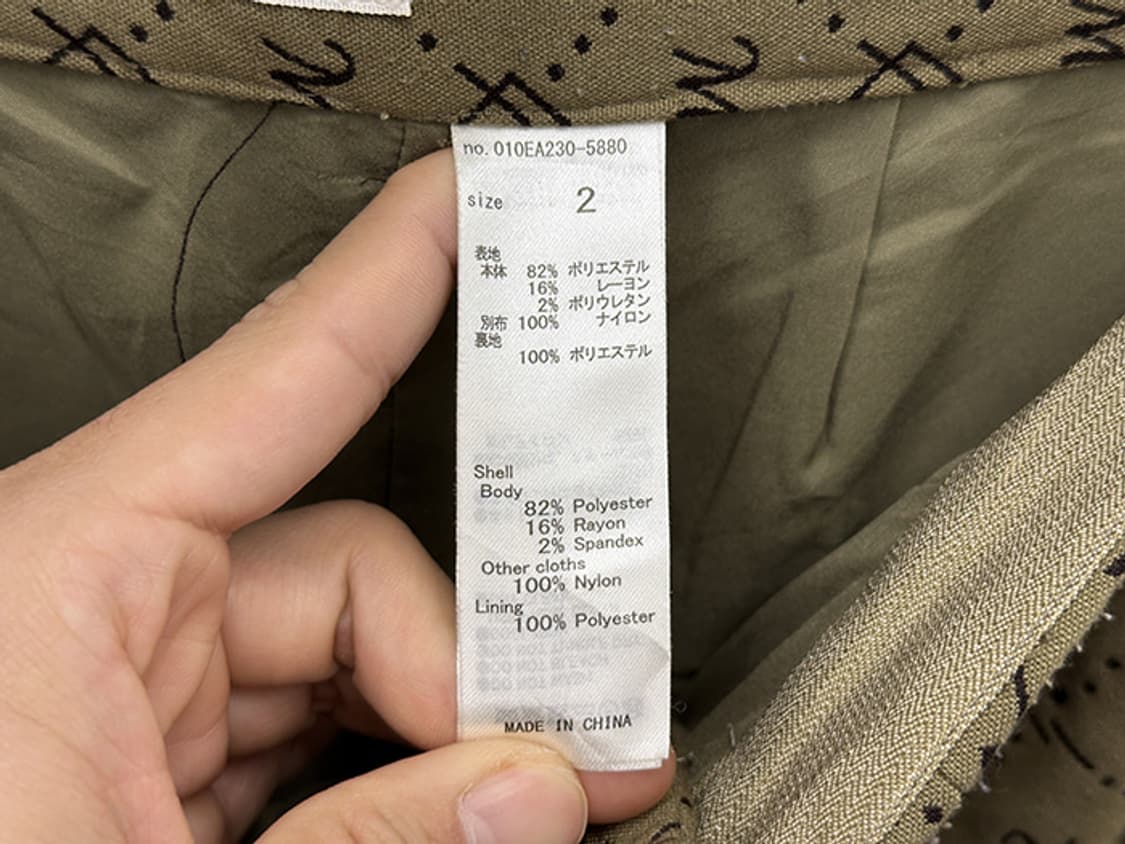 no. 010EA230-5880
size 2
表地
本体 82% ポリエステル
16% レーヨン
2% ポリウレタン
別布 100% ナイロン
裏地
100% ポリエステル
Shell
Body
82% Polyester
16% Rayon
2% Spandex
Other cloths
100% Nylon
Lining
100% Polyester
MADE IN CHINA